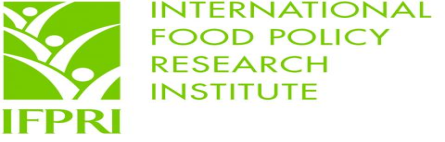 INTERNATIONAL
FOOD POLICY
RESEARCH
INSTITUTE
IFPRI